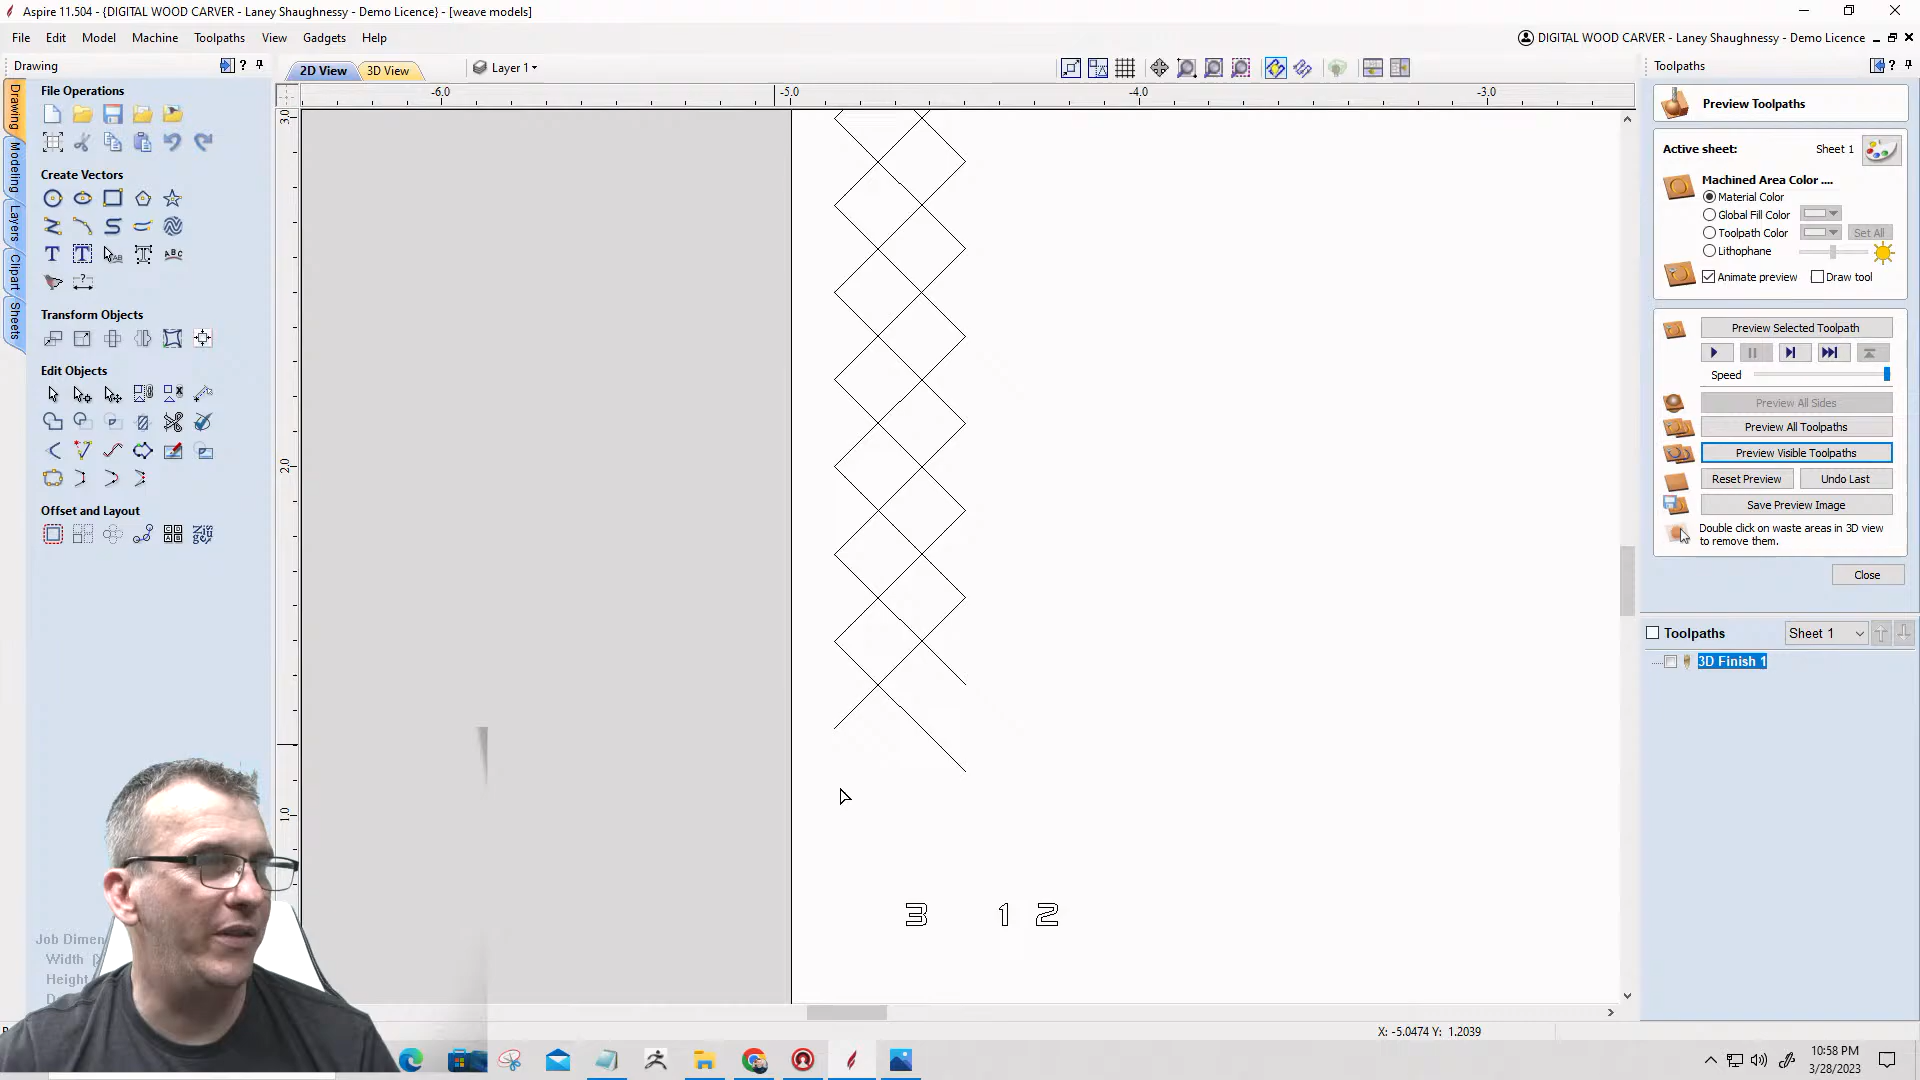 Aspire 11.504 - {DIGITAL WOOD CARVER - Laney Shaughnessy - Demo Licence} - [weave models]
File Edit Model Machine Toolpaths View Gadgets Help
DIGITAL WOOD CARVER - Laney Shaughnessy - Demo Licence
Drawing
2D View 3D View Layer 1
Toolpaths
-6.0 -5.0 -4.0 -3.0
3.0
2.0
1.0
Drawing
Modeling
Layers
Clipart
Sheets
File Operations
Create Vectors
Transform Objects
Edit Objects
Offset and Layout
Job Dimen
Width
Height
3 1 2
Preview Toolpaths
Active sheet: Sheet 1
Machined Area Color ....
Material Color
Global Fill Color
Toolpath Color Set All
Lithophane
Animate preview Draw tool
Preview Selected Toolpath
Speed
Preview All Sides
Preview All Toolpaths
Preview Visible Toolpaths
Reset Preview Undo Last
Save Preview Image
Double click on waste areas in 3D view
to remove them.
Close
Toolpaths Sheet 1
3D Finish 1
X: -5.0474 Y: 1.2039
10:58 PM
3/28/2023